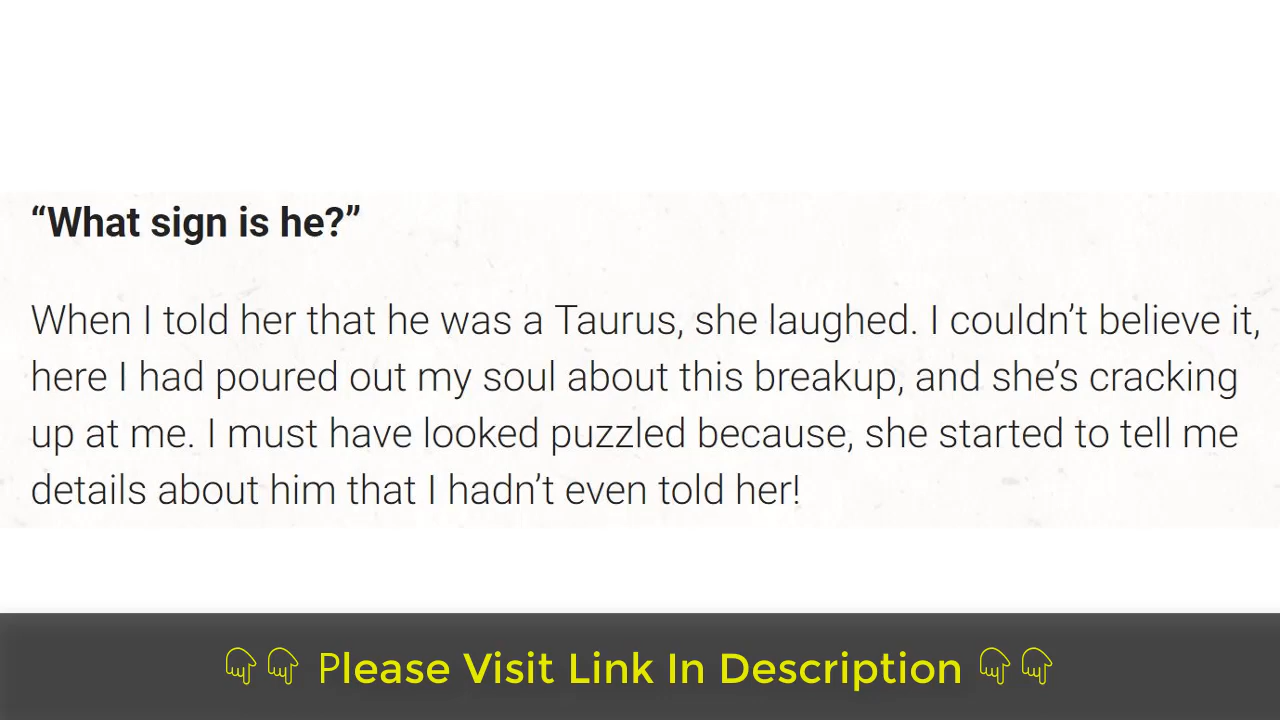 “What sign is he?”
When I told her that he was a Taurus, she laughed. I couldn’t believe it,
here I had poured out my soul about this breakup, and she’s cracking
up at me. I must have looked puzzled because, she started to tell me
details about him that I hadn’t even told her!
👇👇 Please Visit Link In Description 👇👇